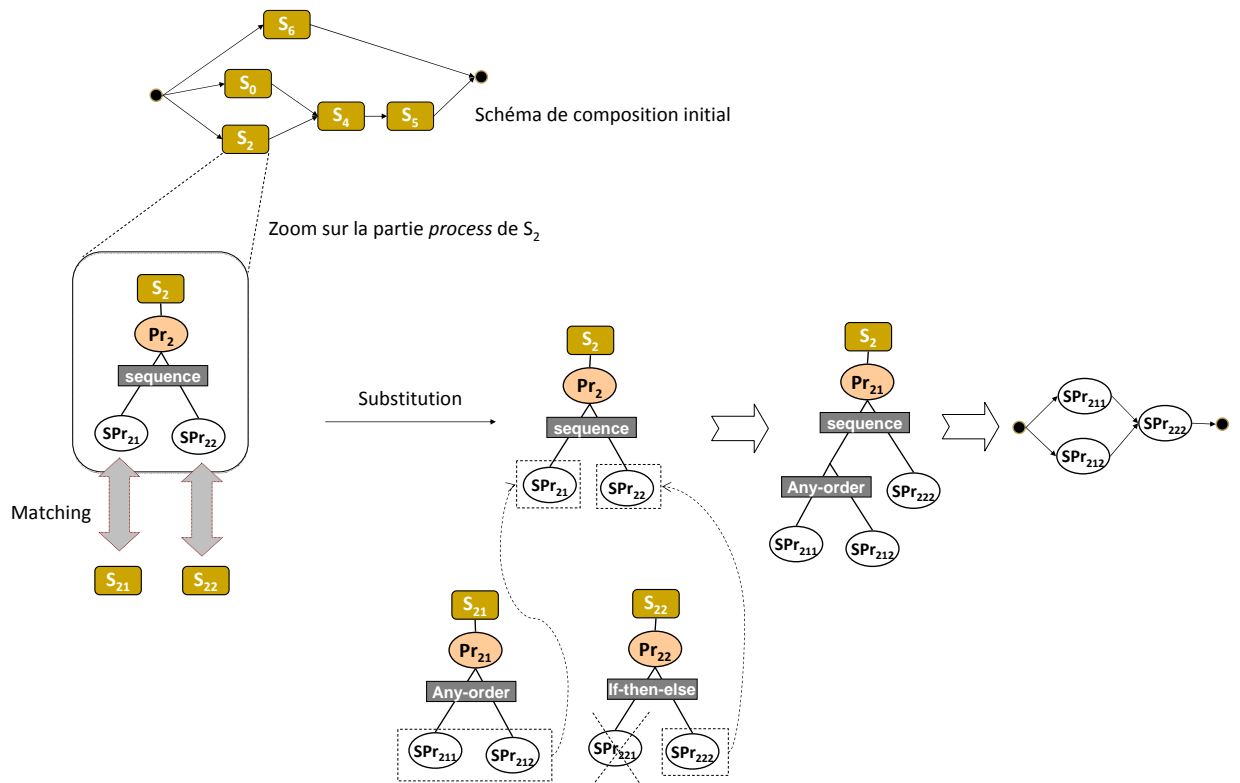 S6
S0
S4
S5
Schéma de composition initial
S2
Zoom sur la partie process de S2
S2
Pr2
sequence
SPr21
SPr22
Matching
S21
S22
Substitution
S2
Pr2
sequence
SPr21
SPr22
S21
Pr21
Any-order
SPr211
SPr212
S22
Pr22
If-then-else
SPr221
SPr222
S2
Pr21
sequence
Any-order
SPr222
SPr211
SPr212
SPr211
SPr222
SPr212